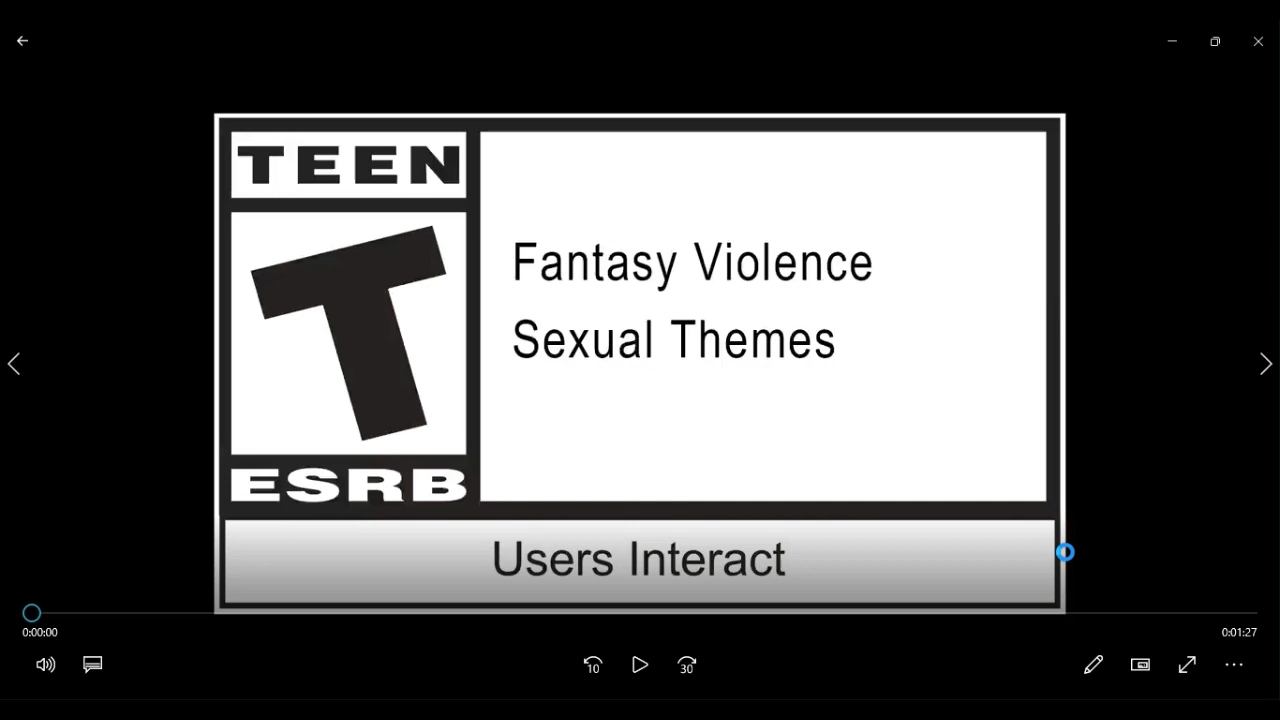 TEEN
T
ESRB
Fantasy Violence
Sexual Themes
Users Interact
0:00:00
0:01:27
10
30